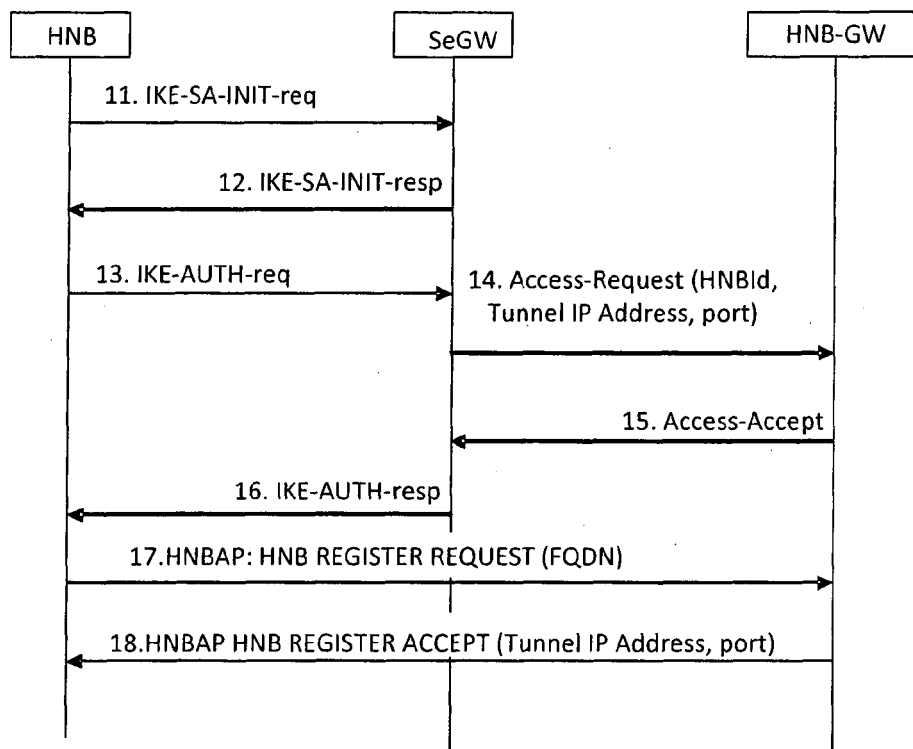 HNB
SeGW
HNB-GW
11. IKE-SA-INIT-req
12. IKE-SA-INIT-resp
13. IKE-AUTH-req
14. Access-Request (HNBId,
Tunnel IP Address, port)
15. Access-Accept
16. IKE-AUTH-resp
17.HNBAP: HNB REGISTER REQUEST (FQDN)
18.HNBAP HNB REGISTER ACCEPT (Tunnel IP Address, port)